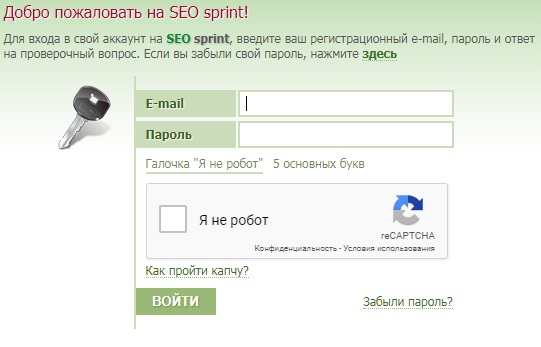 Добро пожаловать на SEO sprint!
Для входа в свой аккаунт на SEO sprint, введите ваш регистрационный e-mail, пароль и ответ
на проверочный вопрос. Если вы забыли свой пароль, нажмите здесь
E-mail
Пароль
Галочка "Я не робот" 5 основных букв
Я не робот
reCAPTCHA
Конфиденциальность - Условия использования
Как пройти капчу?
ВОЙТИ Забыли пароль?